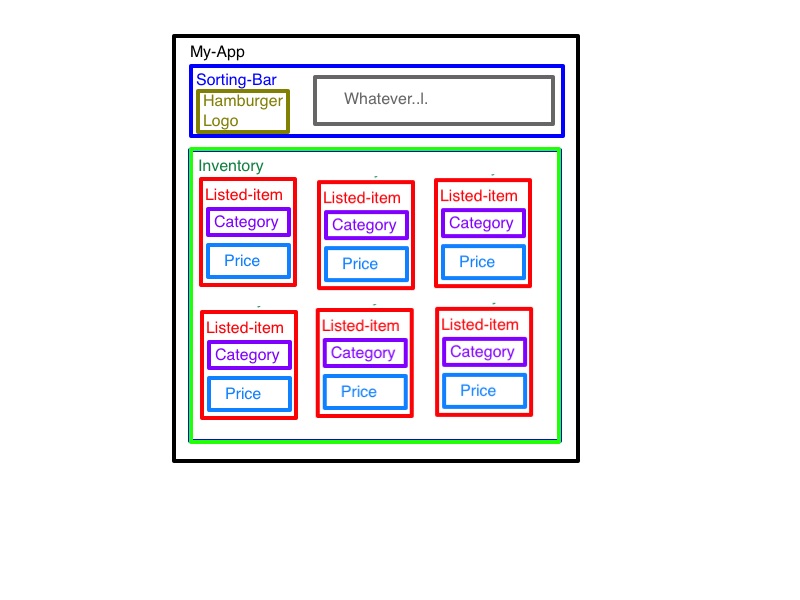 My-App
Sorting-Bar
Hamburger
Logo
Whatever..I.
Inventory
Listed-item
Category
Price
Listed-item
Category
Price
Listed-item
Category
Price
Listed-item
Category
Price
Listed-item
Category
Price
Listed-item
Category
Price